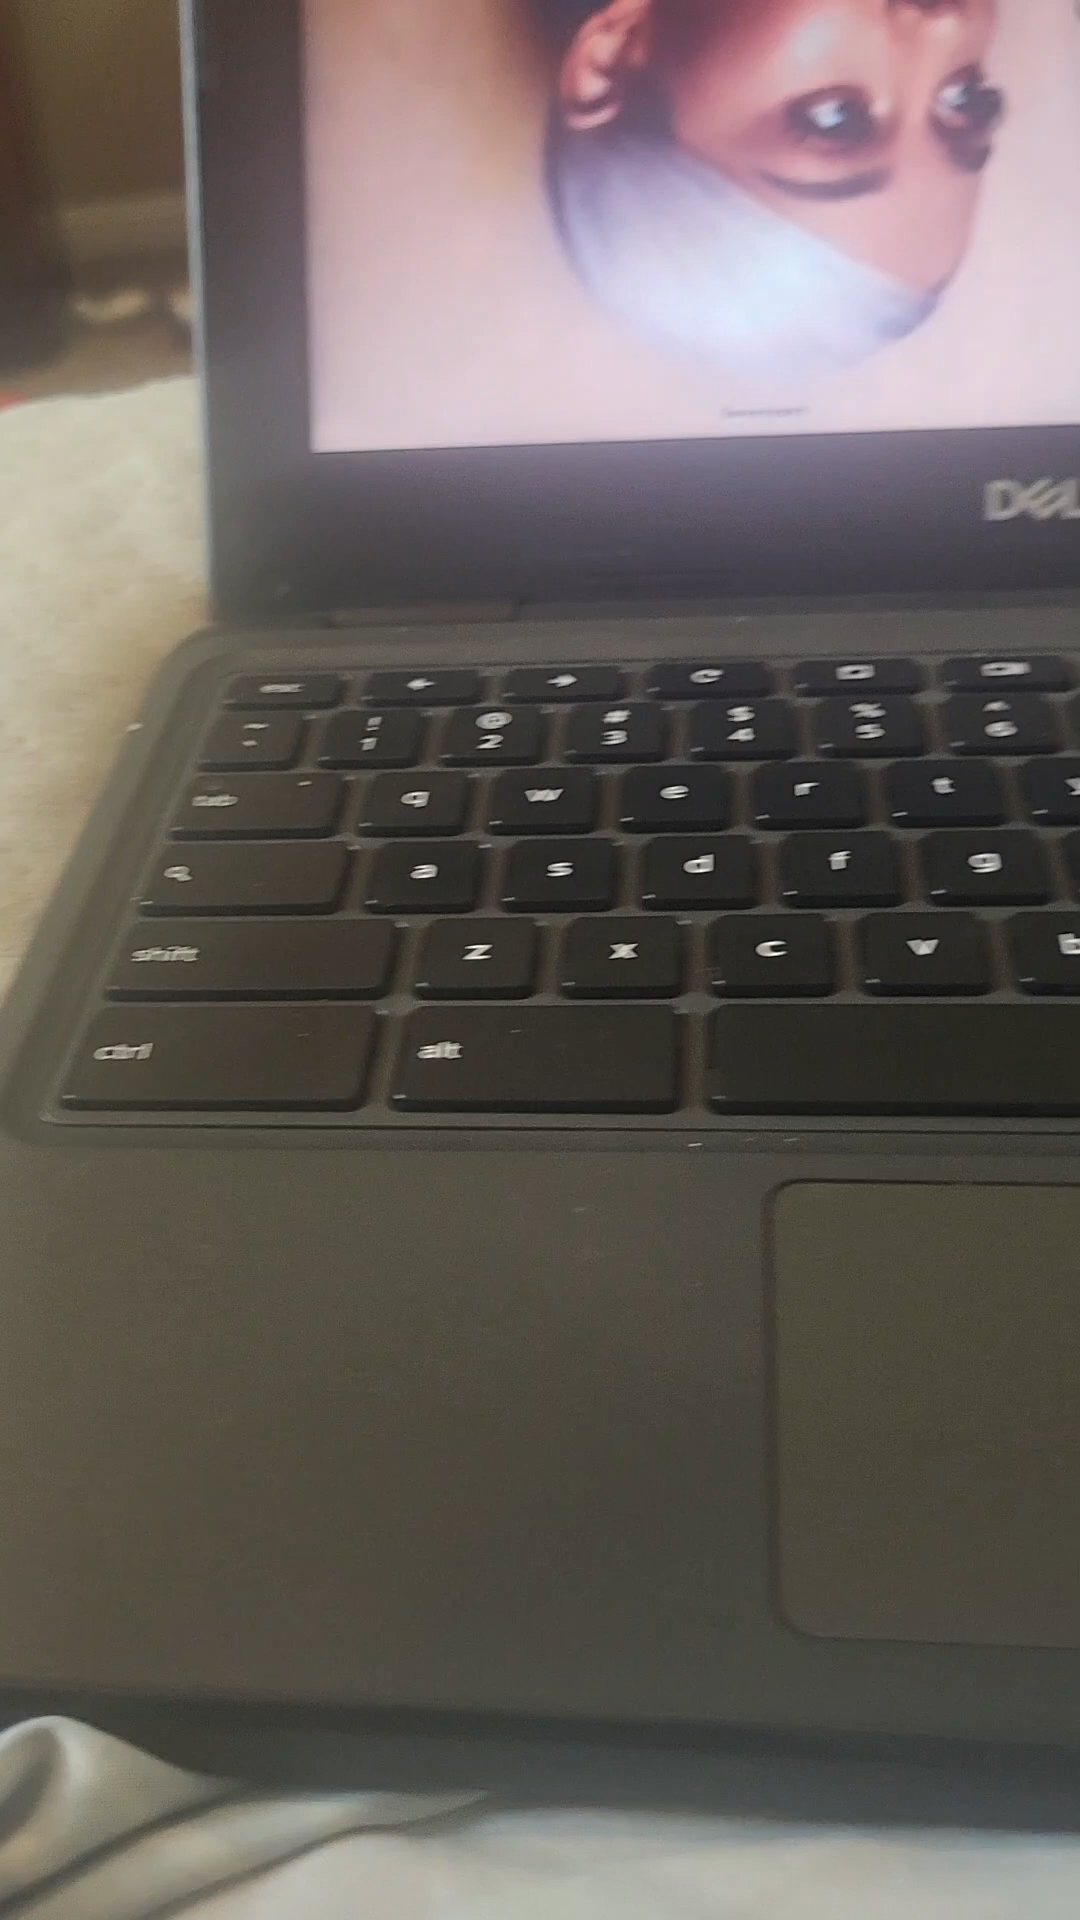 DELL
esc
~ ! @ # $ % ^
` 1 2 3 4 5 6
tab q w e r t y
a s d f g
shift z x c v b
ctrl alt